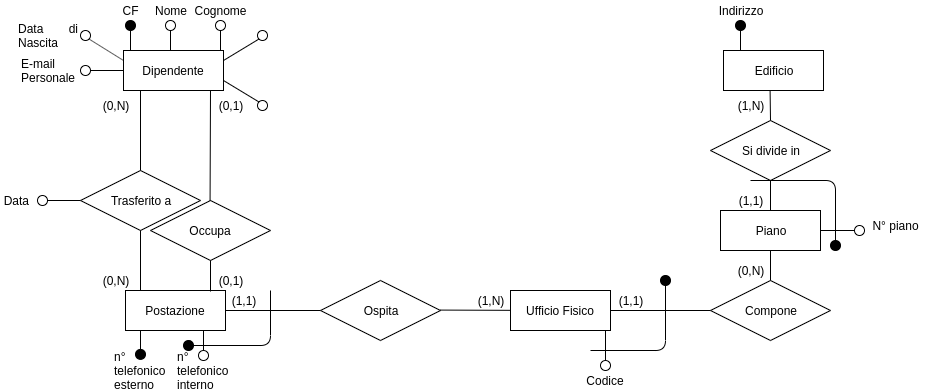 CF
Nome
Cognome
Indirizzo
Data di
Nascita
E-mail
Personale
Dipendente
Edificio
(0,N)
(0,1)
(1,N)
Si divide in
Data
Trasferito a
Occupa
(1,1)
Piano
N° piano
(0,N)
(0,1)
(0,N)
Postazione
(1,1)
Ospita
(1,N)
Ufficio Fisico
(1,1)
Compone
n°
telefonico
esterno
n°
telefonico
interno
Codice